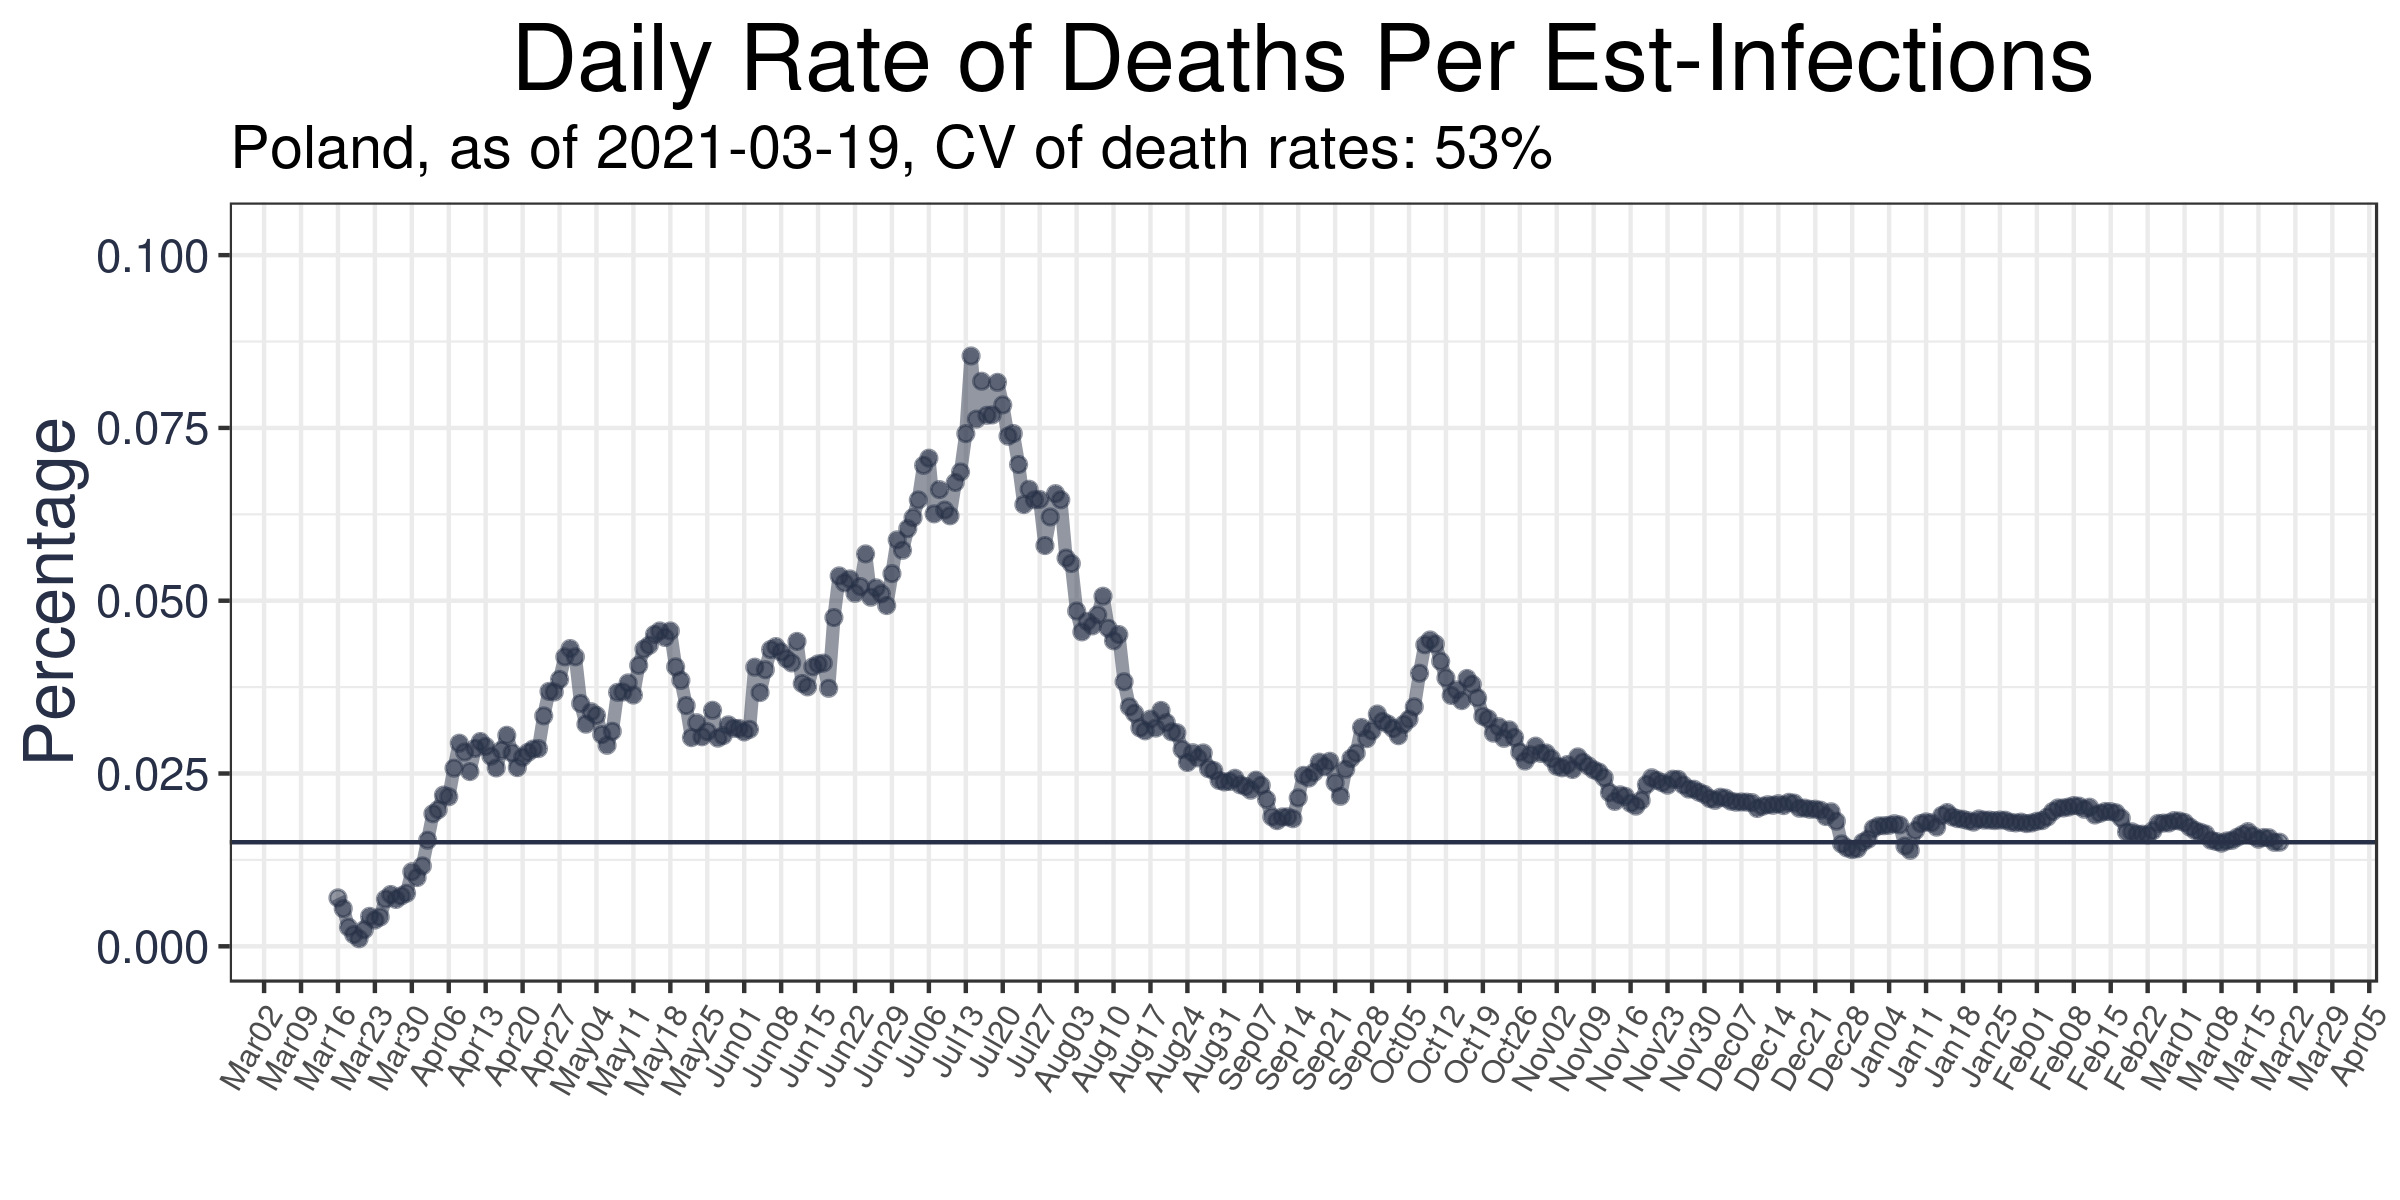 Daily Rate of Deaths Per Est-Infections
Poland, as of 2021-03-19, CV of death rates: 53%
Percentage
0.100
0.075
0.050
0.025
0.000
Mar02
Mar09
Mar16
Mar23
Mar30
Apr06
Apr13
Apr20
Apr27
May04
May11
May18
May25
Jun01
Jun08
Jun15
Jun22
Jun29
Jul06
Jul13
Jul20
Jul27
Aug03
Aug10
Aug17
Aug24
Aug31
Sep07
Sep14
Sep21
Sep28
Oct05
Oct12
Oct19
Oct26
Nov02
Nov09
Nov16
Nov23
Nov30
Dec07
Dec14
Dec21
Dec28
Jan04
Jan11
Jan18
Jan25
Feb01
Feb08
Feb15
Feb22
Mar01
Mar08
Mar15
Mar22
Mar29
Apr05